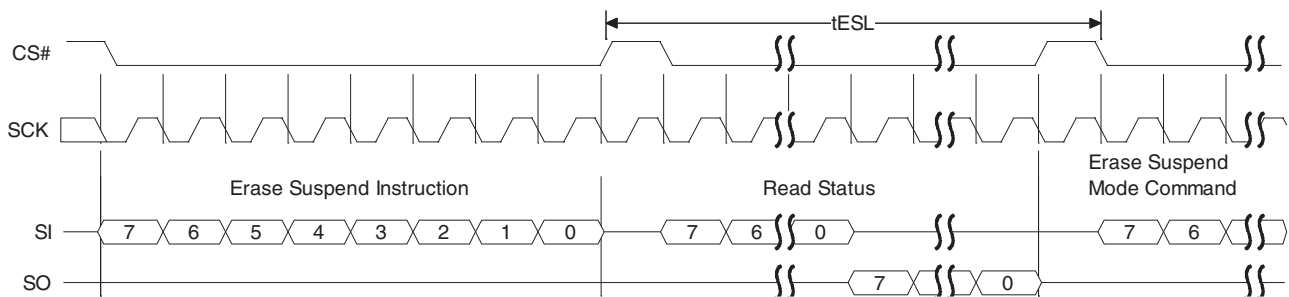 tESL
CS#
SCK
Erase Suspend Instruction
Read Status
Erase Suspend
Mode Command
SI 7 6 5 4 3 2 1 0 7 6 0 7 6
SO 7 0